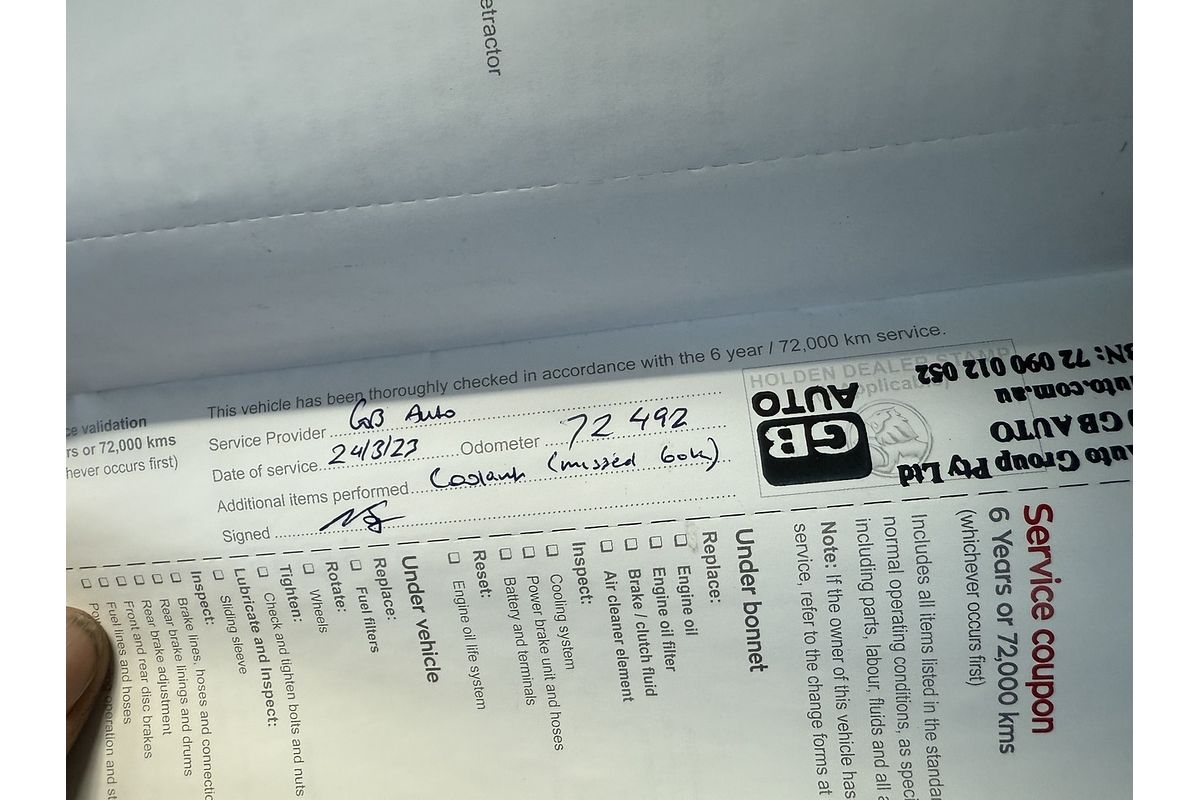 etractor
ce validation
rs or 72,000 kms
hever occurs first)
This vehicle has been thoroughly checked in accordance with the 6 year / 72,000 km service.
Service Provider GB Auto
Date of service 24/3/23 Odometer 72 492
Additional items performed Coolant (missed 60k)
Signed
HOLDEN DEALER STAMP
applicab
GB
AUTO
Auto Group Pty Ltd
GB AUTO
uto.com.au
BN: 72 090 012 052
Service coupon
6 Years or 72,000 kms
(whichever occurs first)
Includes all items listed in the standar
normal operating conditions, as speci
including parts, labour, fluids and all a
Note: If the owner of this vehicle has
service, refer to the change forms at
Under bonnet
Replace:
Engine oil
Engine oil filter
Brake / clutch fluid
Air cleaner element
Inspect:
Cooling system
Power brake unit and hoses
Battery and terminals
Reset:
Engine oil life system
Under vehicle
Replace:
Fuel filters
Rotate:
Wheels
Tighten:
Check and tighten bolts and nuts
Lubricate and Inspect:
Sliding sleeve
Inspect:
Brake lines, hoses and connectio
Rear brake linings and drums
Rear brake adjustment
Front and rear disc brakes
Fuel lines and hoses
operation and st